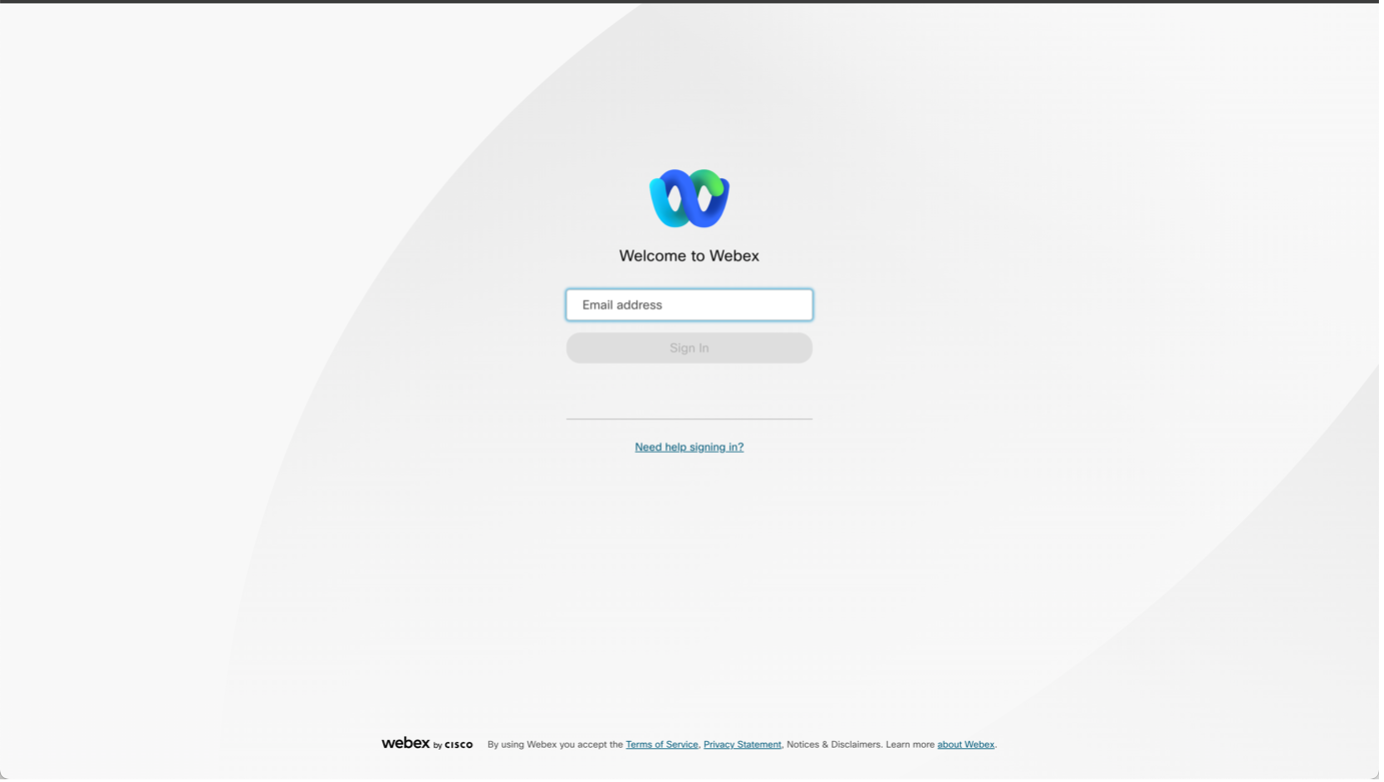 Welcome to Webex
Email address
Sign In
Need help signing in?
webex by CISCO By using Webex you accept the Terms of Service, Privacy Statement, Notices & Disclaimers. Learn more about Webex.